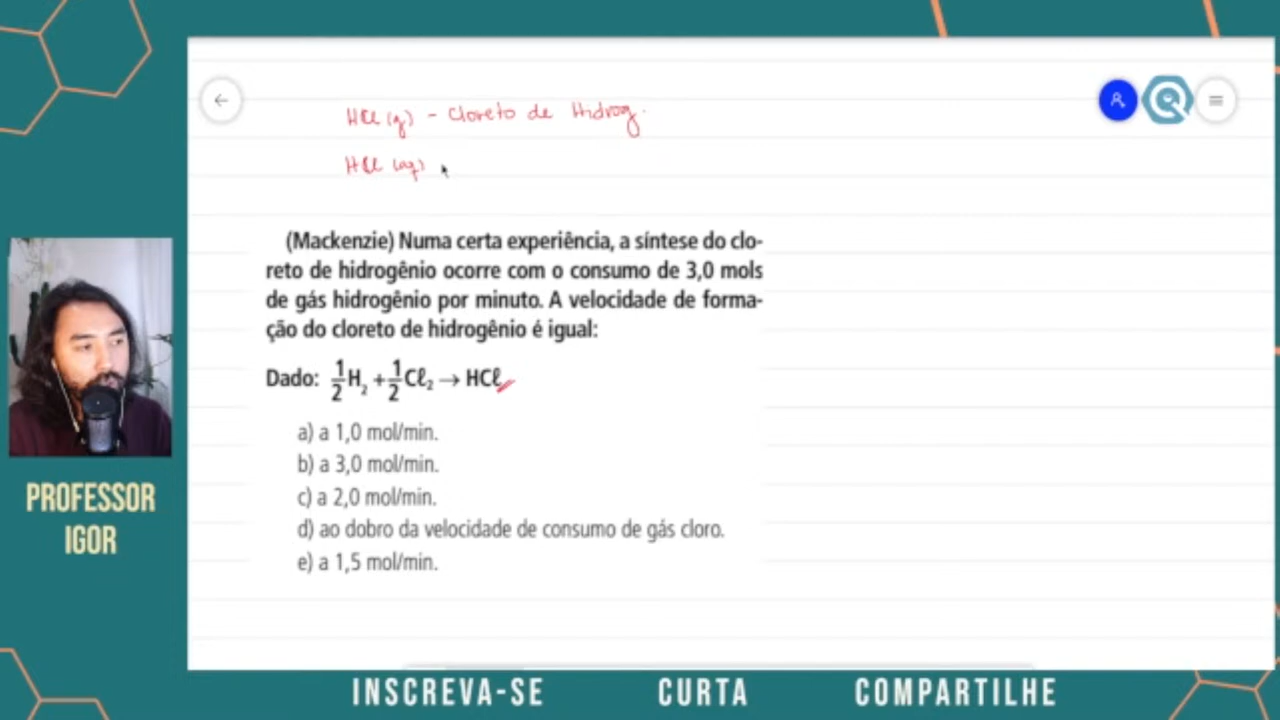 HCl (g) - Cloreto de Hidrog.
HCl (aq)
(Mackenzie) Numa certa experiência, a síntese do clo-
reto de hidrogênio ocorre com o consumo de 3,0 mols
de gás hidrogênio por minuto. A velocidade de forma-
ção do cloreto de hidrogênio é igual:
Dado: 1/2 H₂ + 1/2 Cℓ₂ → HCℓ
a) a 1,0 mol/min.
b) a 3,0 mol/min.
c) a 2,0 mol/min.
d) ao dobro da velocidade de consumo de gás cloro.
e) a 1,5 mol/min.
PROFESSOR
IGOR
INSCREVA-SE CURTA COMPARTILHE